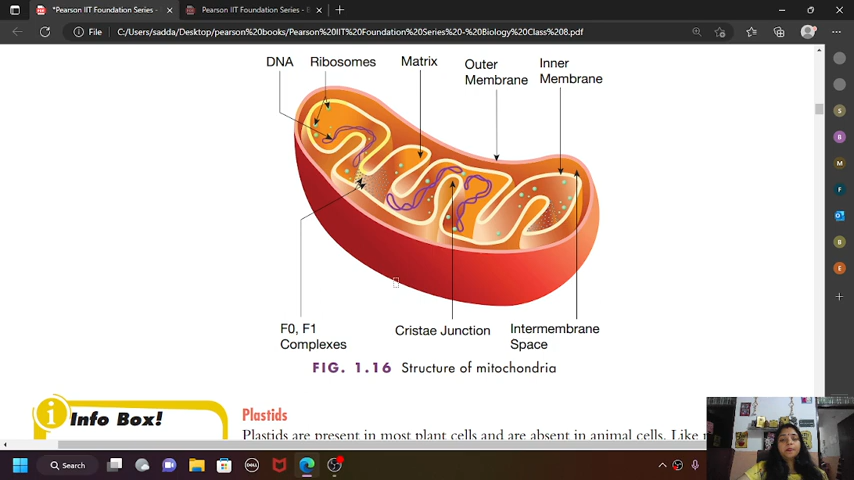 *Pearson IIT Foundation Series -
Pearson IIT Foundation Series -
File
C:/Users/sadda/Desktop/pearson%20books/Pearson%20IIT%20Foundation%20Series%20-%20Biology%20Class%208.pdf
DNA Ribosomes Matrix Outer Membrane Inner Membrane
F0, F1 Complexes
Cristae Junction
Intermembrane Space
FIG. 1.16 Structure of mitochondria
i Info Box!
Plastids
Plastids are present in most plant cells and are absent in animal cells. Like
S
B
M
F
B
E
Search
DELL